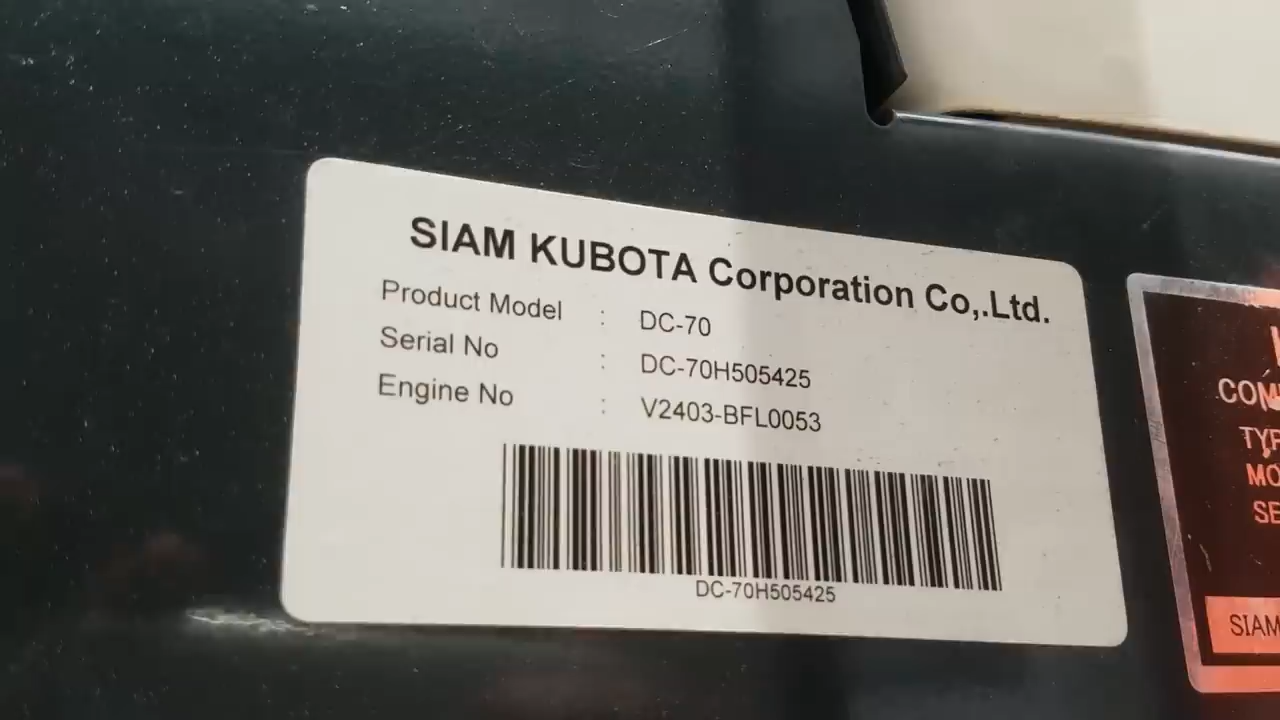 SIAM KUBOTA Corporation Co,.Ltd.
Product Model : DC-70
Serial No : DC-70H505425
Engine No : V2403-BFL0053
DC-70H505425
SIAM